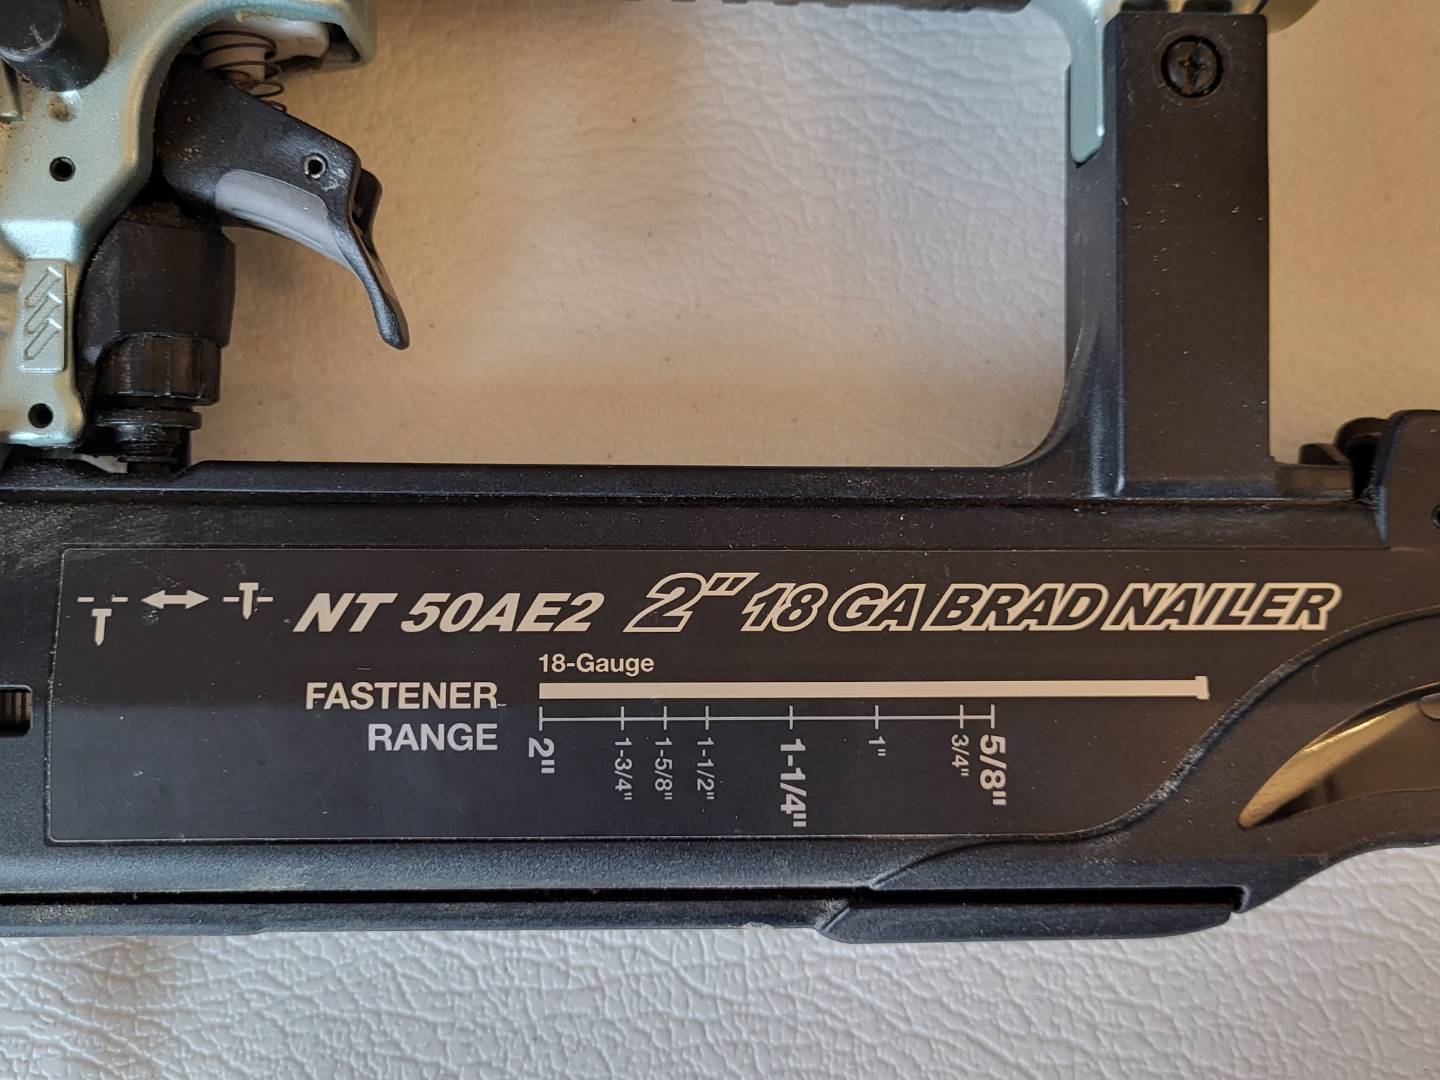 NT 50AE2 2" 18 GA BRAD NAILER
18-Gauge
FASTENER
RANGE
2" 1-3/4" 1-5/8" 1-1/2" 1-1/4" 1" 3/4" 5/8"